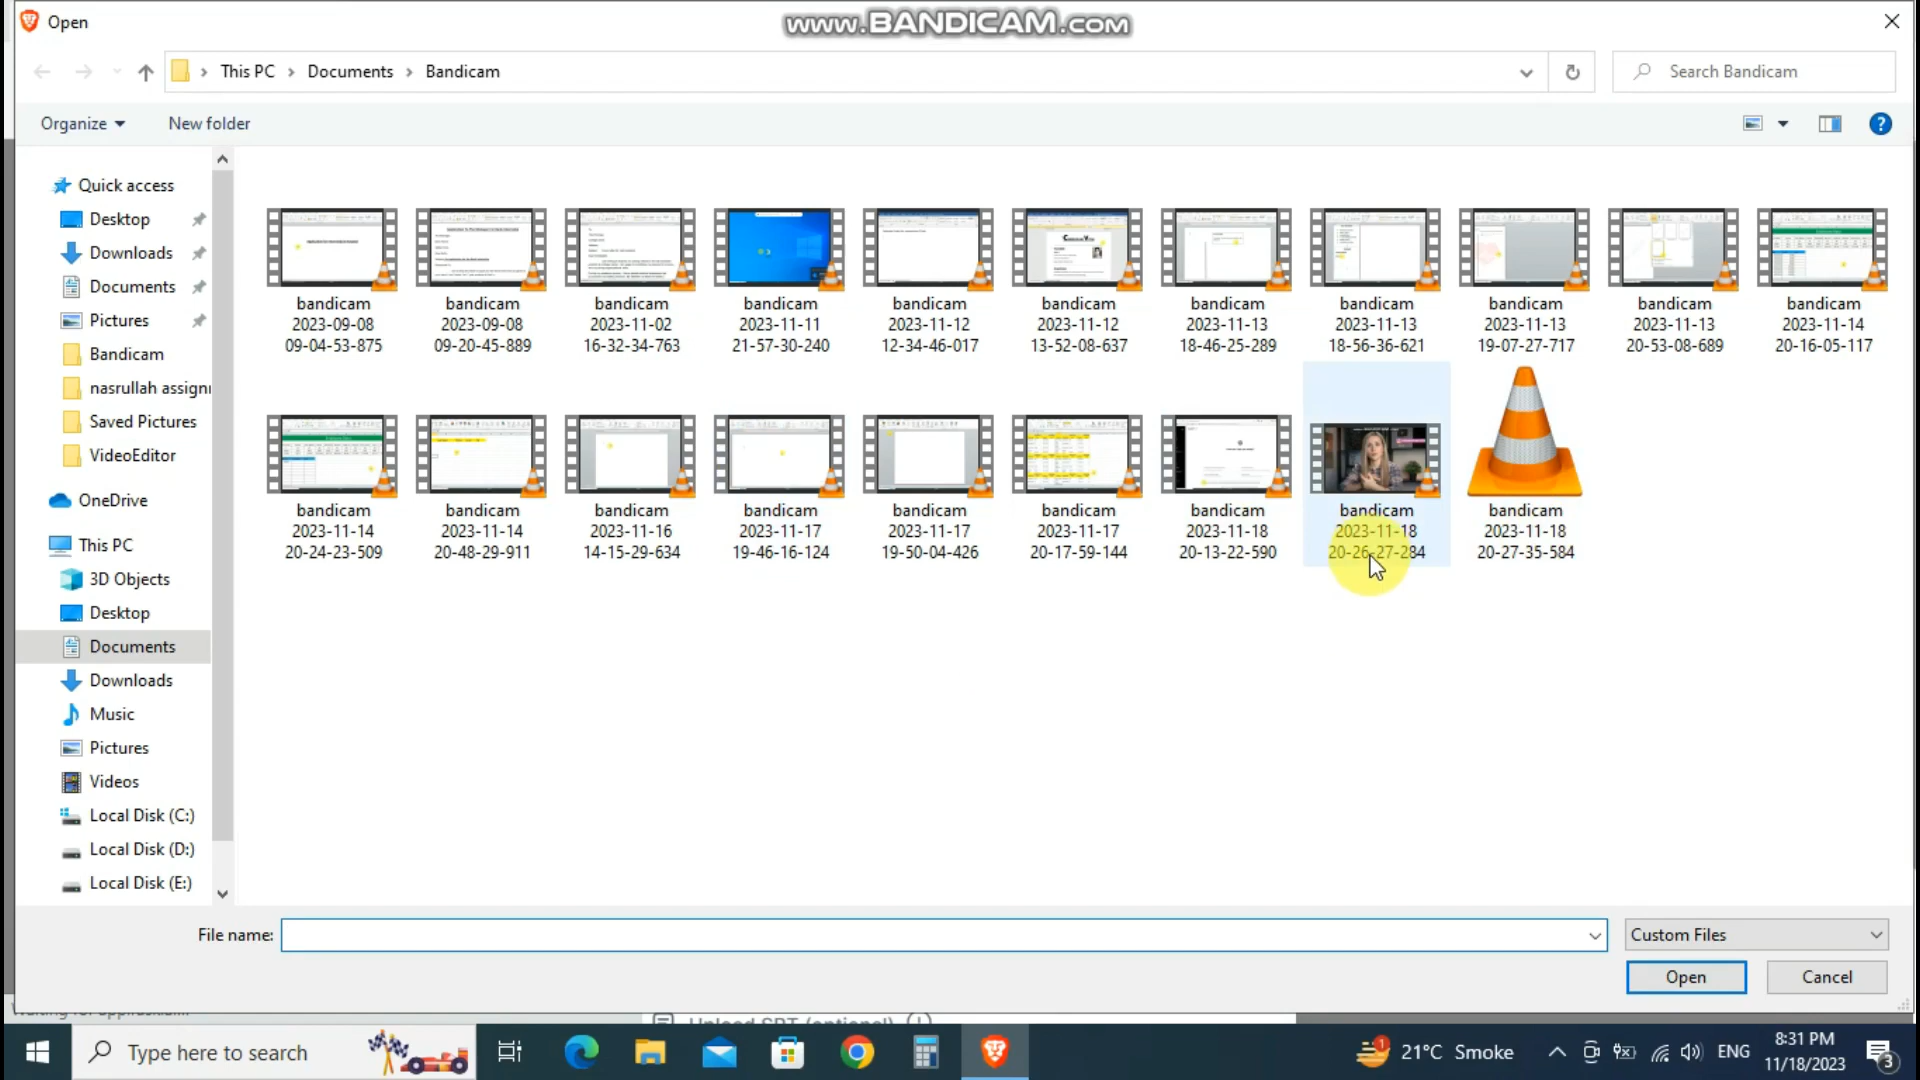 Open
www.BANDICAM.com
This PC
Documents
Bandicam
Search Bandicam
Organize
New folder
Quick access
Desktop
Downloads
Documents
Pictures
Bandicam
nasrullah assign
Saved Pictures
VideoEditor
OneDrive
This PC
3D Objects
Desktop
Documents
Downloads
Music
Pictures
Videos
Local Disk (C:)
Local Disk (D:)
Local Disk (E:)
bandicam
2023-09-08
09-04-53-875
bandicam
2023-09-08
09-20-45-889
bandicam
2023-11-02
16-32-34-763
bandicam
2023-11-11
21-57-30-240
bandicam
2023-11-12
12-34-46-017
bandicam
2023-11-12
13-52-08-637
bandicam
2023-11-13
18-46-25-289
bandicam
2023-11-13
18-56-36-621
bandicam
2023-11-13
19-07-27-717
bandicam
2023-11-13
20-53-08-689
bandicam
2023-11-14
20-16-05-117
bandicam
2023-11-14
20-24-23-509
bandicam
2023-11-14
20-48-29-911
bandicam
2023-11-16
14-15-29-634
bandicam
2023-11-17
19-46-16-124
bandicam
2023-11-17
19-50-04-426
bandicam
2023-11-17
20-17-59-144
bandicam
2023-11-18
20-13-22-590
bandicam
2023-11-18
20-26-27-284
bandicam
2023-11-18
20-27-35-584
File name:
Custom Files
Open
Cancel
Upload SRT (optional)
Type here to search
1
21°C Smoke
ENG
8:31 PM
11/18/2023
3